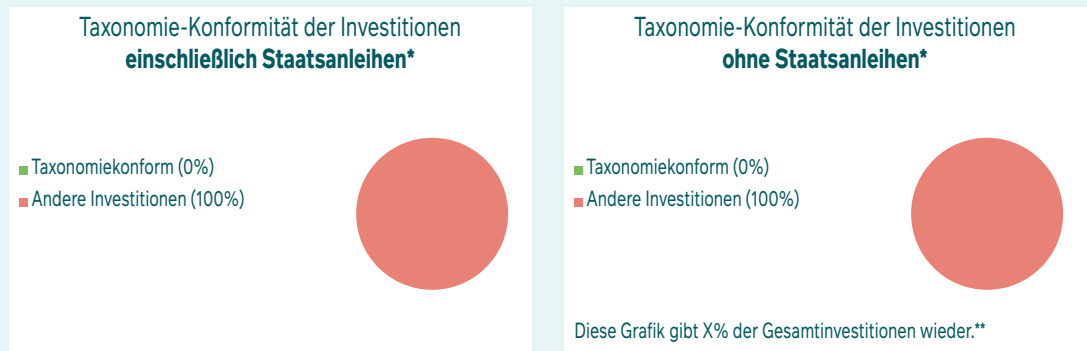 Taxonomie-Konformität der Investitionen
einschließlich Staatsanleihen*
Taxonomiekonform (0%)
Andere Investitionen (100%)
Taxonomie-Konformität der Investitionen
ohne Staatsanleihen*
Taxonomiekonform (0%)
Andere Investitionen (100%)
Diese Grafik gibt X% der Gesamtinvestitionen wieder.**